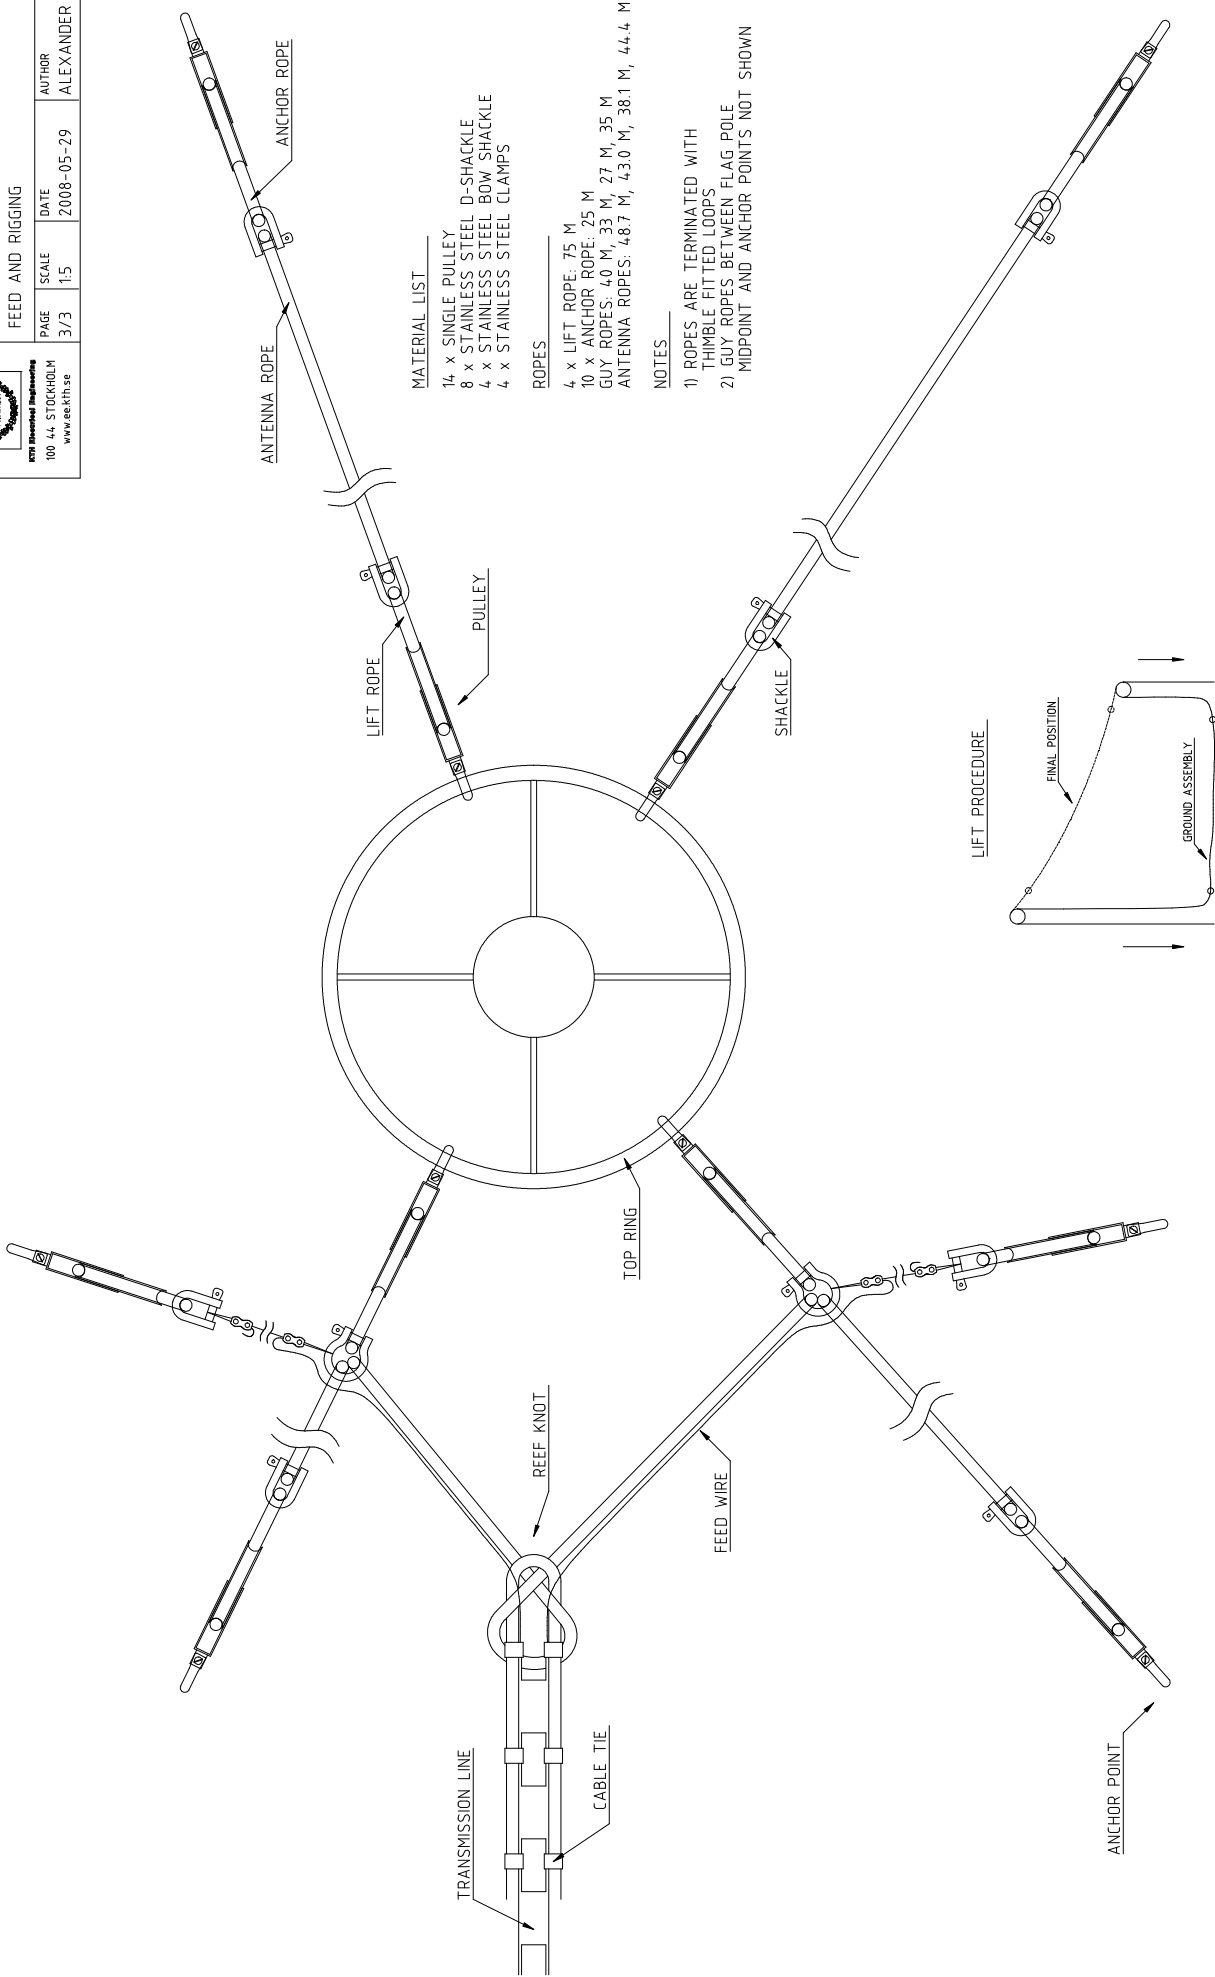 FEED AND RIGGING
PAGE
3/3
SCALE
1:5
DATE
2008-05-29
AUTHOR
ALEXANDER
KTH Electrical Engineering
100 44 STOCKHOLM
www.ee.kth.se
ANCHOR ROPE
ANTENNA ROPE
LIFT ROPE
PULLEY
SHACKLE
MATERIAL LIST
14 x SINGLE PULLEY
8 x STAINLESS STEEL D-SHACKLE
4 x STAINLESS STEEL BOW SHACKLE
4 x STAINLESS STEEL CLAMPS
ROPES
4 x LIFT ROPE: 75 M
10 x ANCHOR ROPE: 25 M
GUY ROPES: 40 M, 33 M, 27 M, 35 M
ANTENNA ROPES: 48.7 M, 43.0 M, 38.1 M, 44.4 M
NOTES
1) ROPES ARE TERMINATED WITH
THIMBLE FITTED LOOPS
2) GUY ROPES BETWEEN FLAG POLE
MIDPOINT AND ANCHOR POINTS NOT SHOWN
LIFT PROCEDURE
FINAL POSITION
GROUND ASSEMBLY
TOP RING
REEF KNOT
FEED WIRE
TRANSMISSION LINE
CABLE TIE
ANCHOR POINT